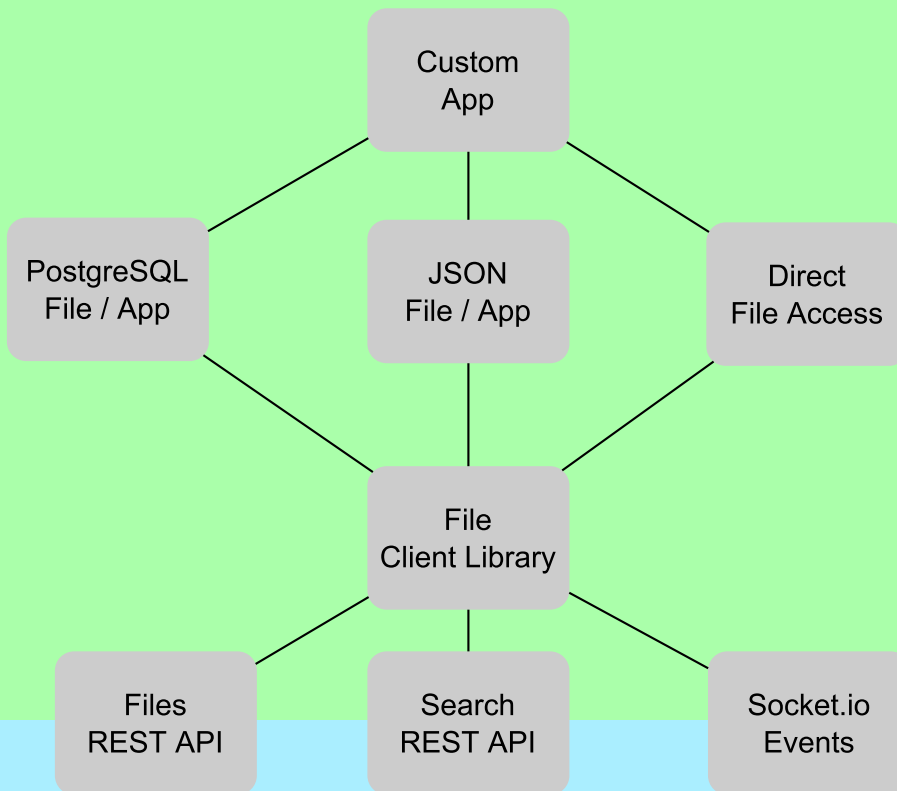 Custom
App
PostgreSQL
File / App
JSON
File / App
Direct
File Access
File
Client Library
Files
REST API
Search
REST API
Socket.io
Events